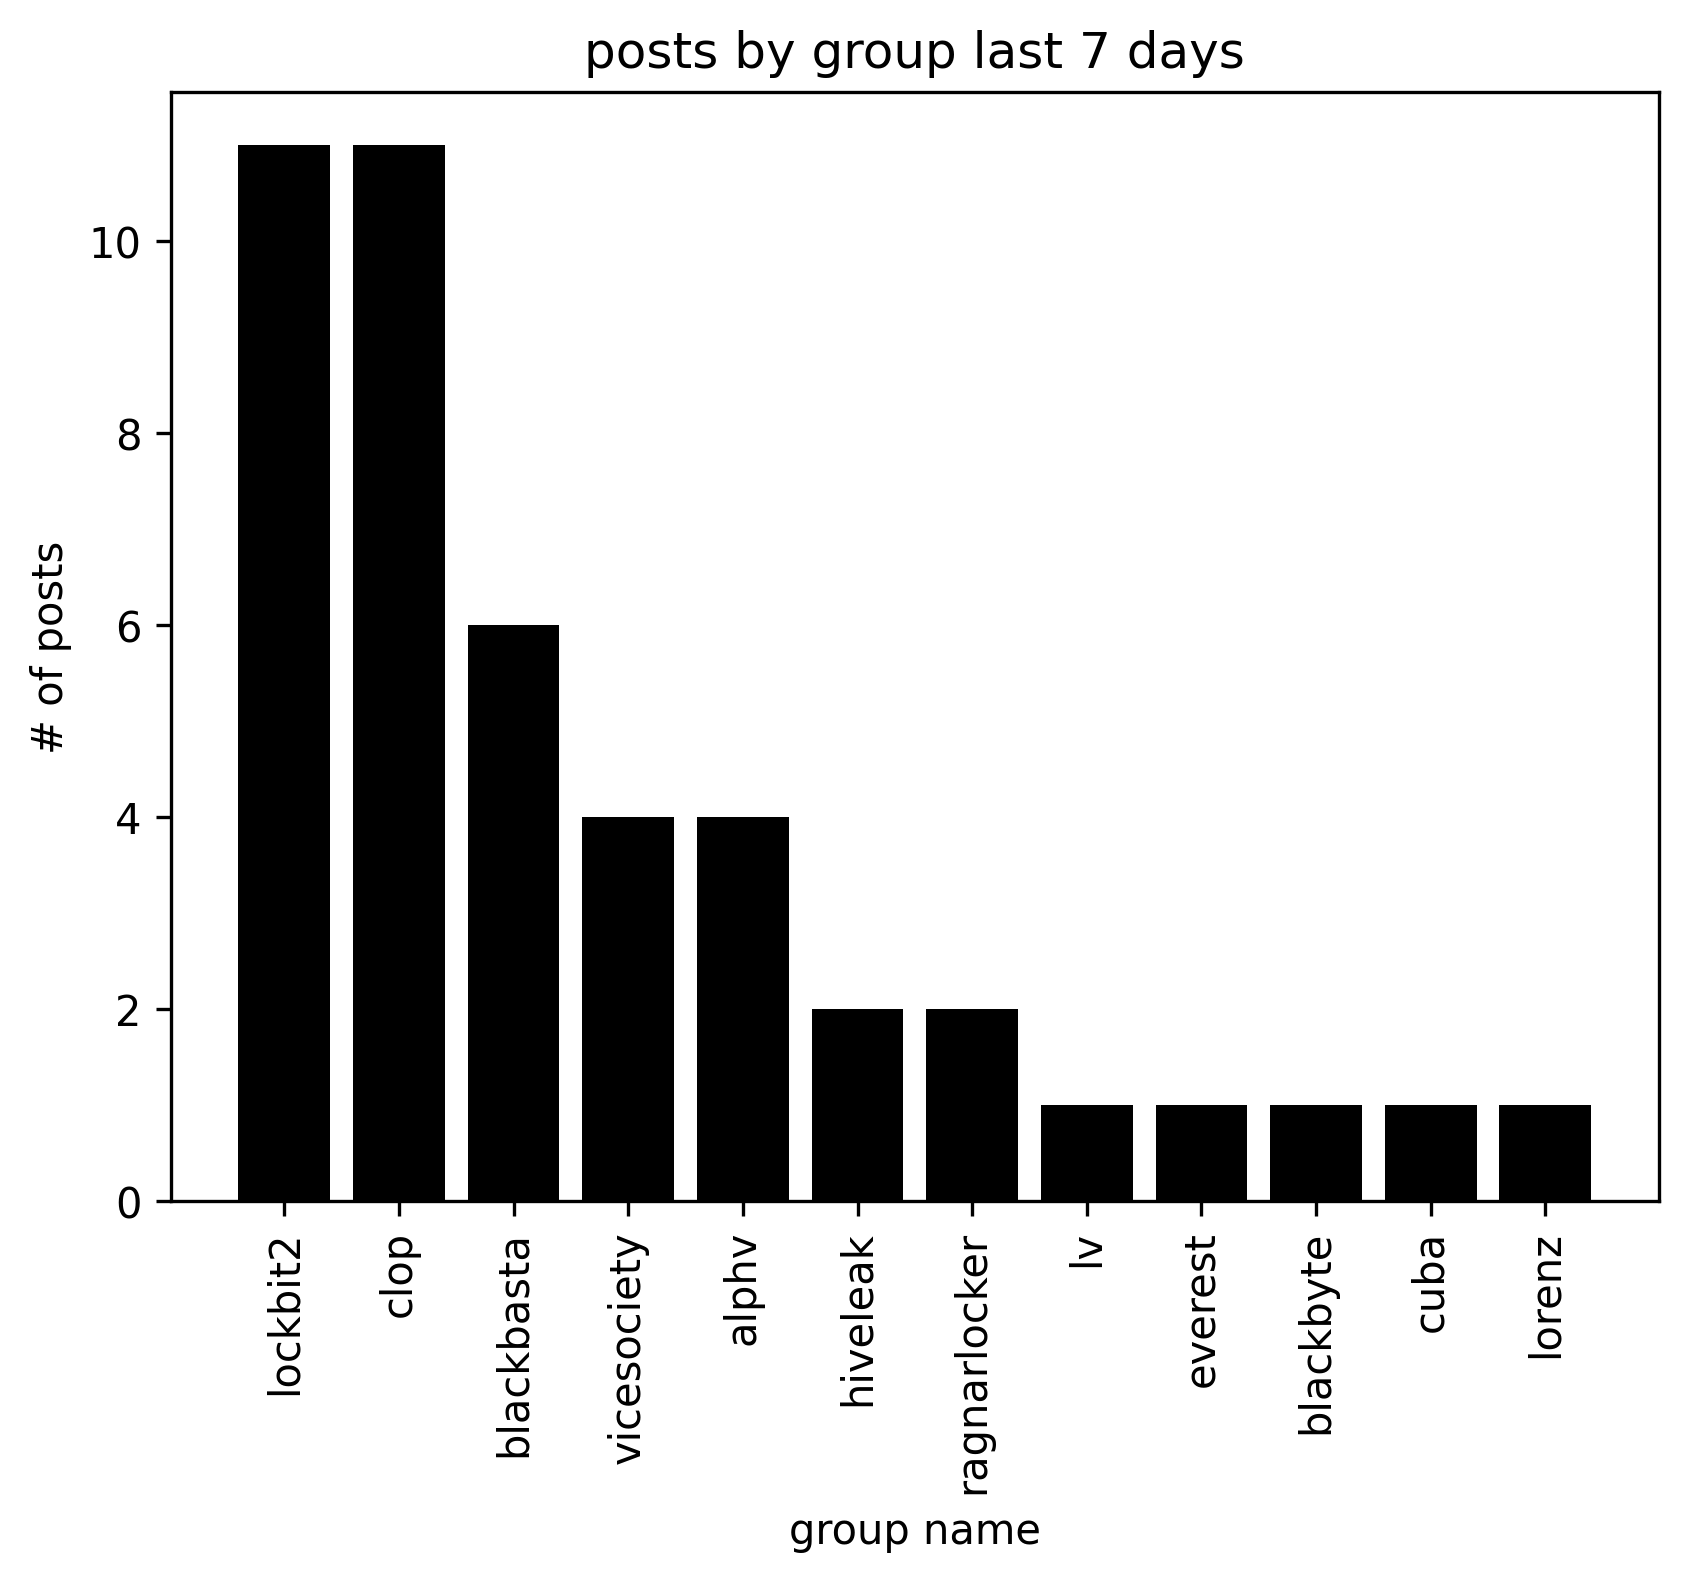 posts by group last 7 days
# of posts
10
8
6
4
2
0
lockbit2
clop
blackbasta
vicesociety
alphv
hiveleak
ragnarlocker
lv
everest
blackbyte
cuba
lorenz
group name